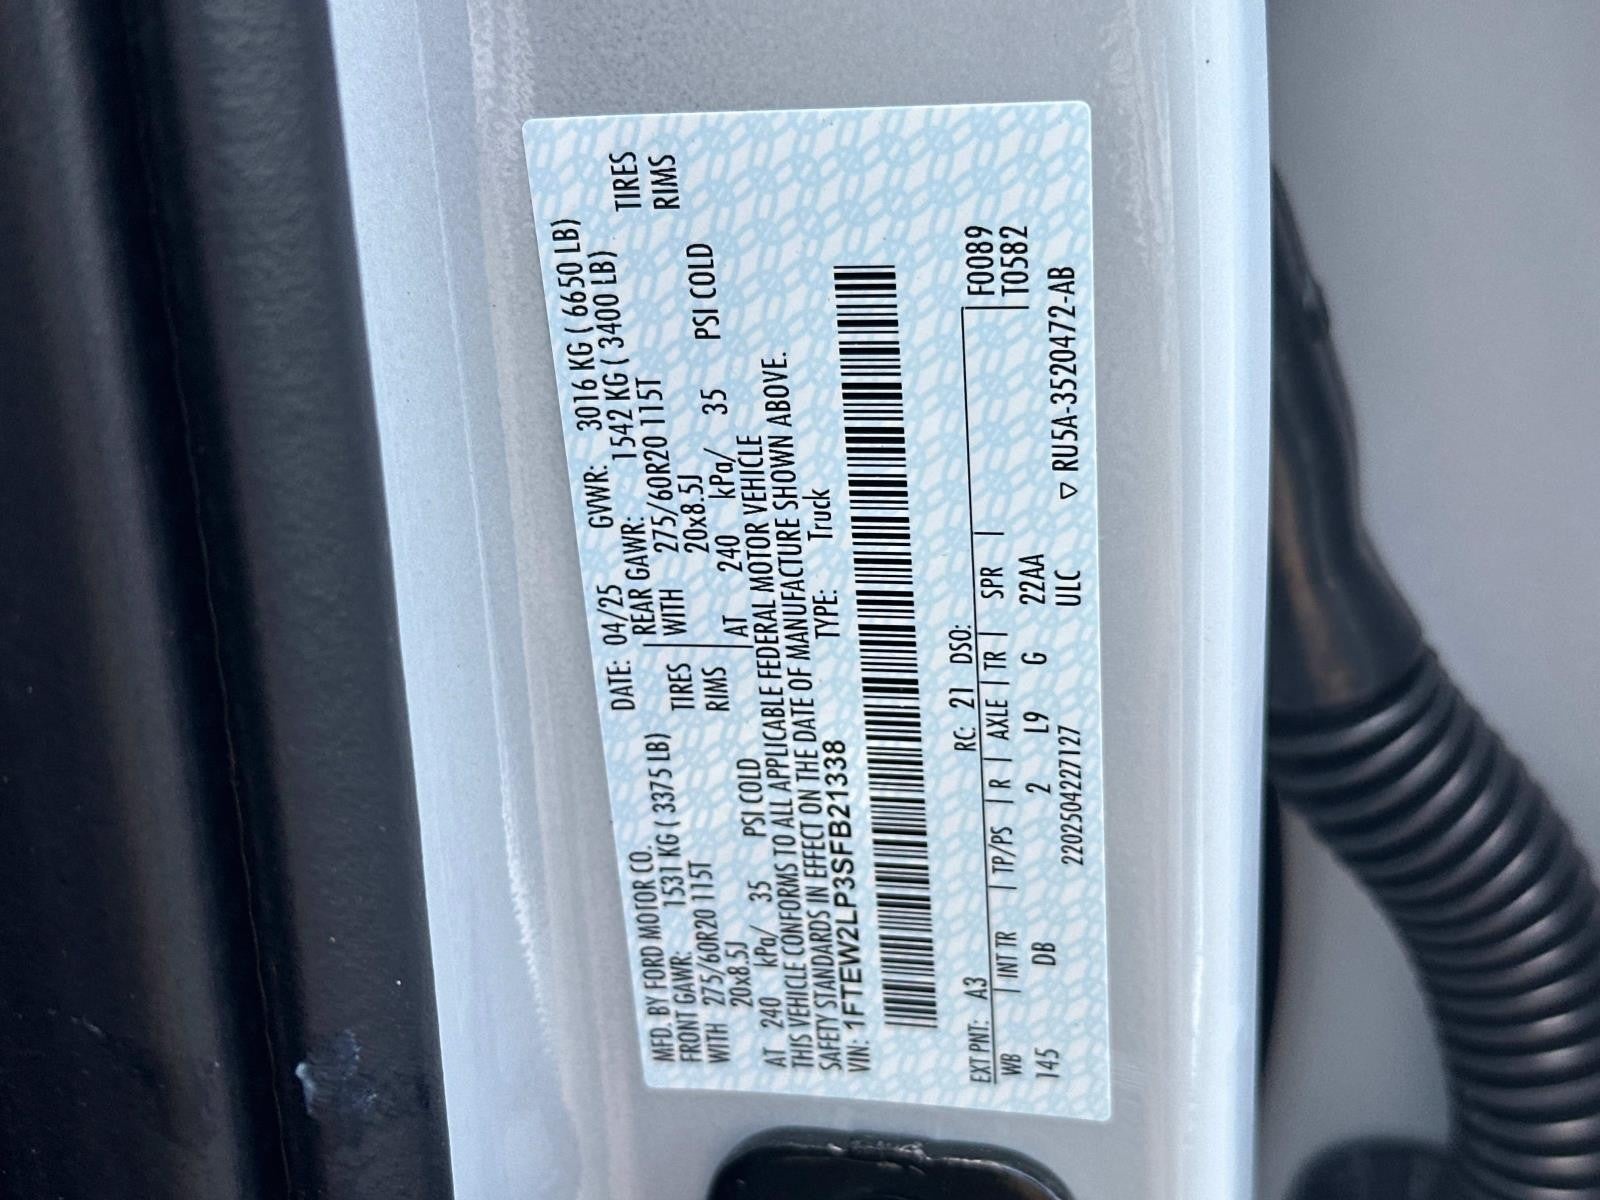 MFD. BY FORD MOTOR CO. DATE: 04/25 GVWR: 3016 KG ( 6650 LB)
FRONT GAWR: 1531 KG ( 3375 LB) REAR GAWR: 1542 KG ( 3400 LB)
WITH 275/60R20 115T TIRES WITH 275/60R20 115T TIRES
20x8.5J RIMS 20x8.5J RIMS
AT 240 kPa/ 35 PSI COLD AT 240 kPa/ 35 PSI COLD
THIS VEHICLE CONFORMS TO ALL APPLICABLE FEDERAL MOTOR VEHICLE
SAFETY STANDARDS IN EFFECT ON THE DATE OF MANUFACTURE SHOWN ABOVE.
VIN: 1FTEW2LP3SFB21338 TYPE: Truck
EXT PNT: A3 RC: 21 DSO: F0089
WB | INT TR | TP/PS | R | AXLE | TR | SPR | T0582
145 DB 2 L9 G 22AA
220250422​7127 ULC ▽ RU5A-3520472-AB